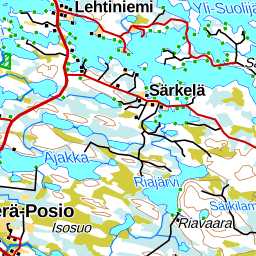 Lehtiniemi
Yli-Suolij
Särkelä
Ajakka
Riajärvi
erä-Posio
Isosuo
Riavaara
Särkilam